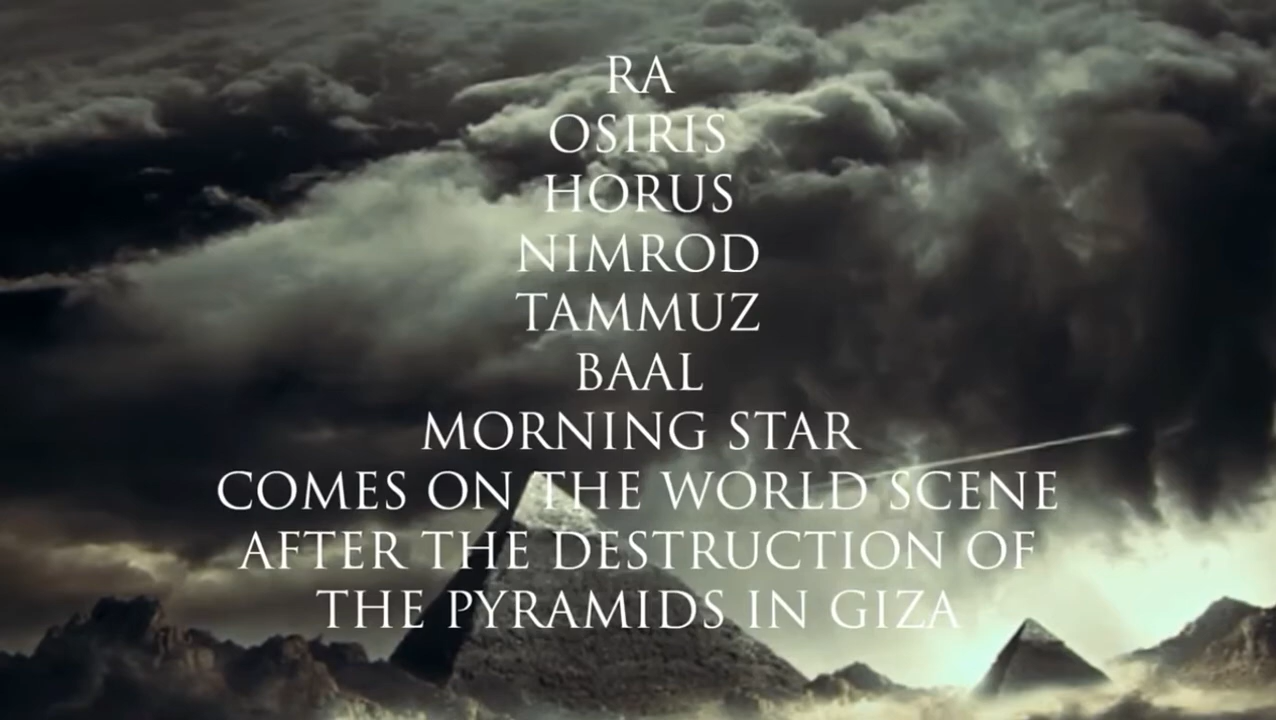 RA
OSIRIS
HORUS
NIMROD
TAMMUZ
BAAL
MORNING STAR
COMES ON THE WORLD SCENE
AFTER THE DESTRUCTION OF
THE PYRAMIDS IN GIZA